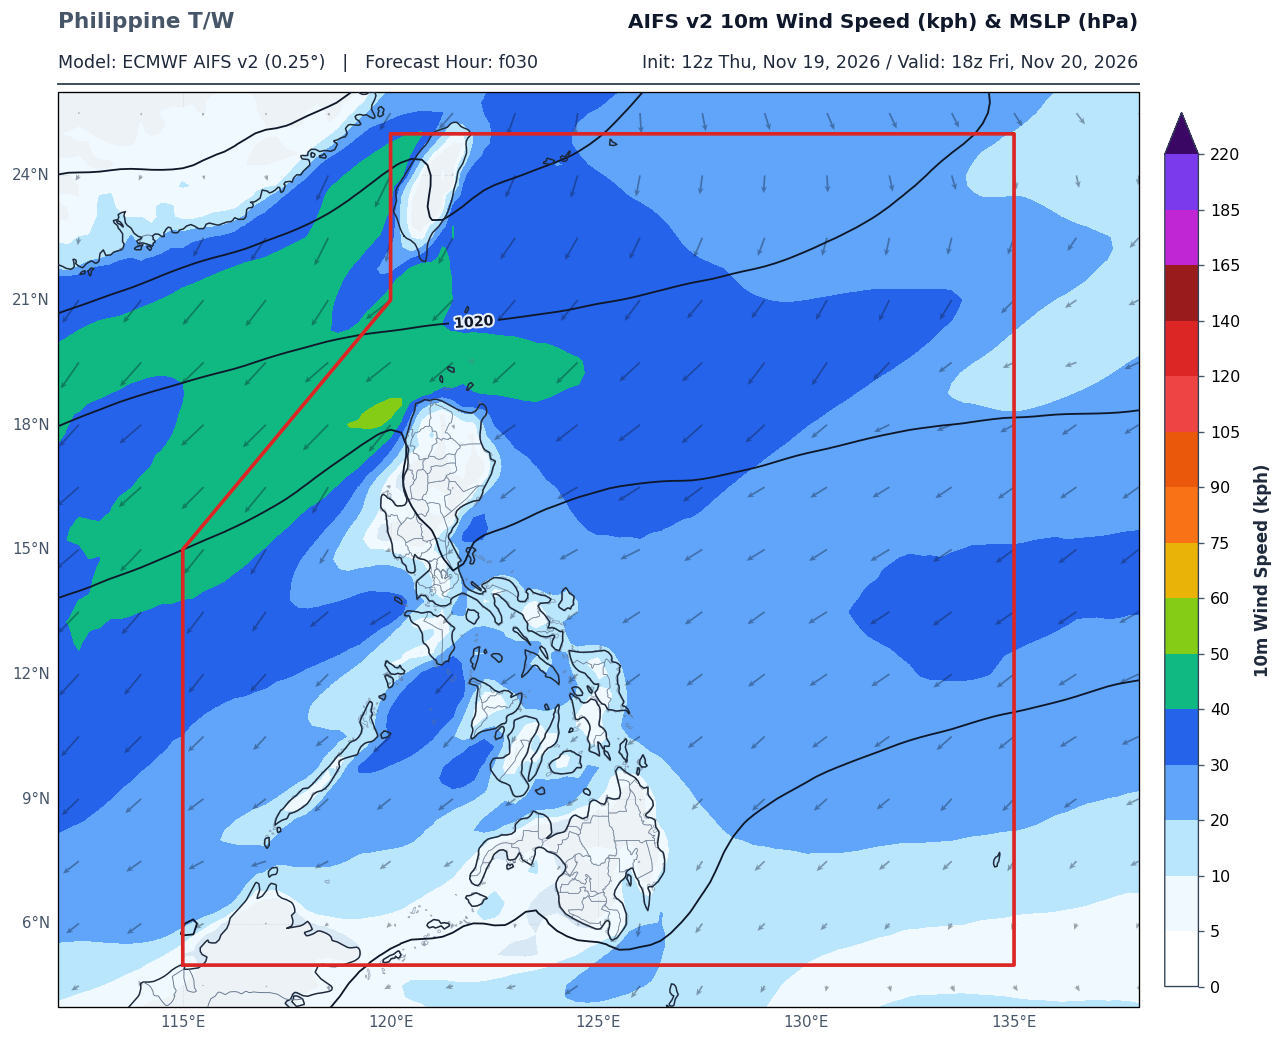 Philippine T/W
AIFS v2 10m Wind Speed (kph) & MSLP (hPa)
Model: ECMWF AIFS v2 (0.25°) | Forecast Hour: f030
Init: 12z Thu, Nov 19, 2026 / Valid: 18z Fri, Nov 20, 2026
24°N
21°N
18°N
15°N
12°N
9°N
6°N
1020
115°E
120°E
125°E
130°E
135°E
220
185
165
140
120
105
90
75
60
50
40
30
20
10
5
0
10m Wind Speed (kph)